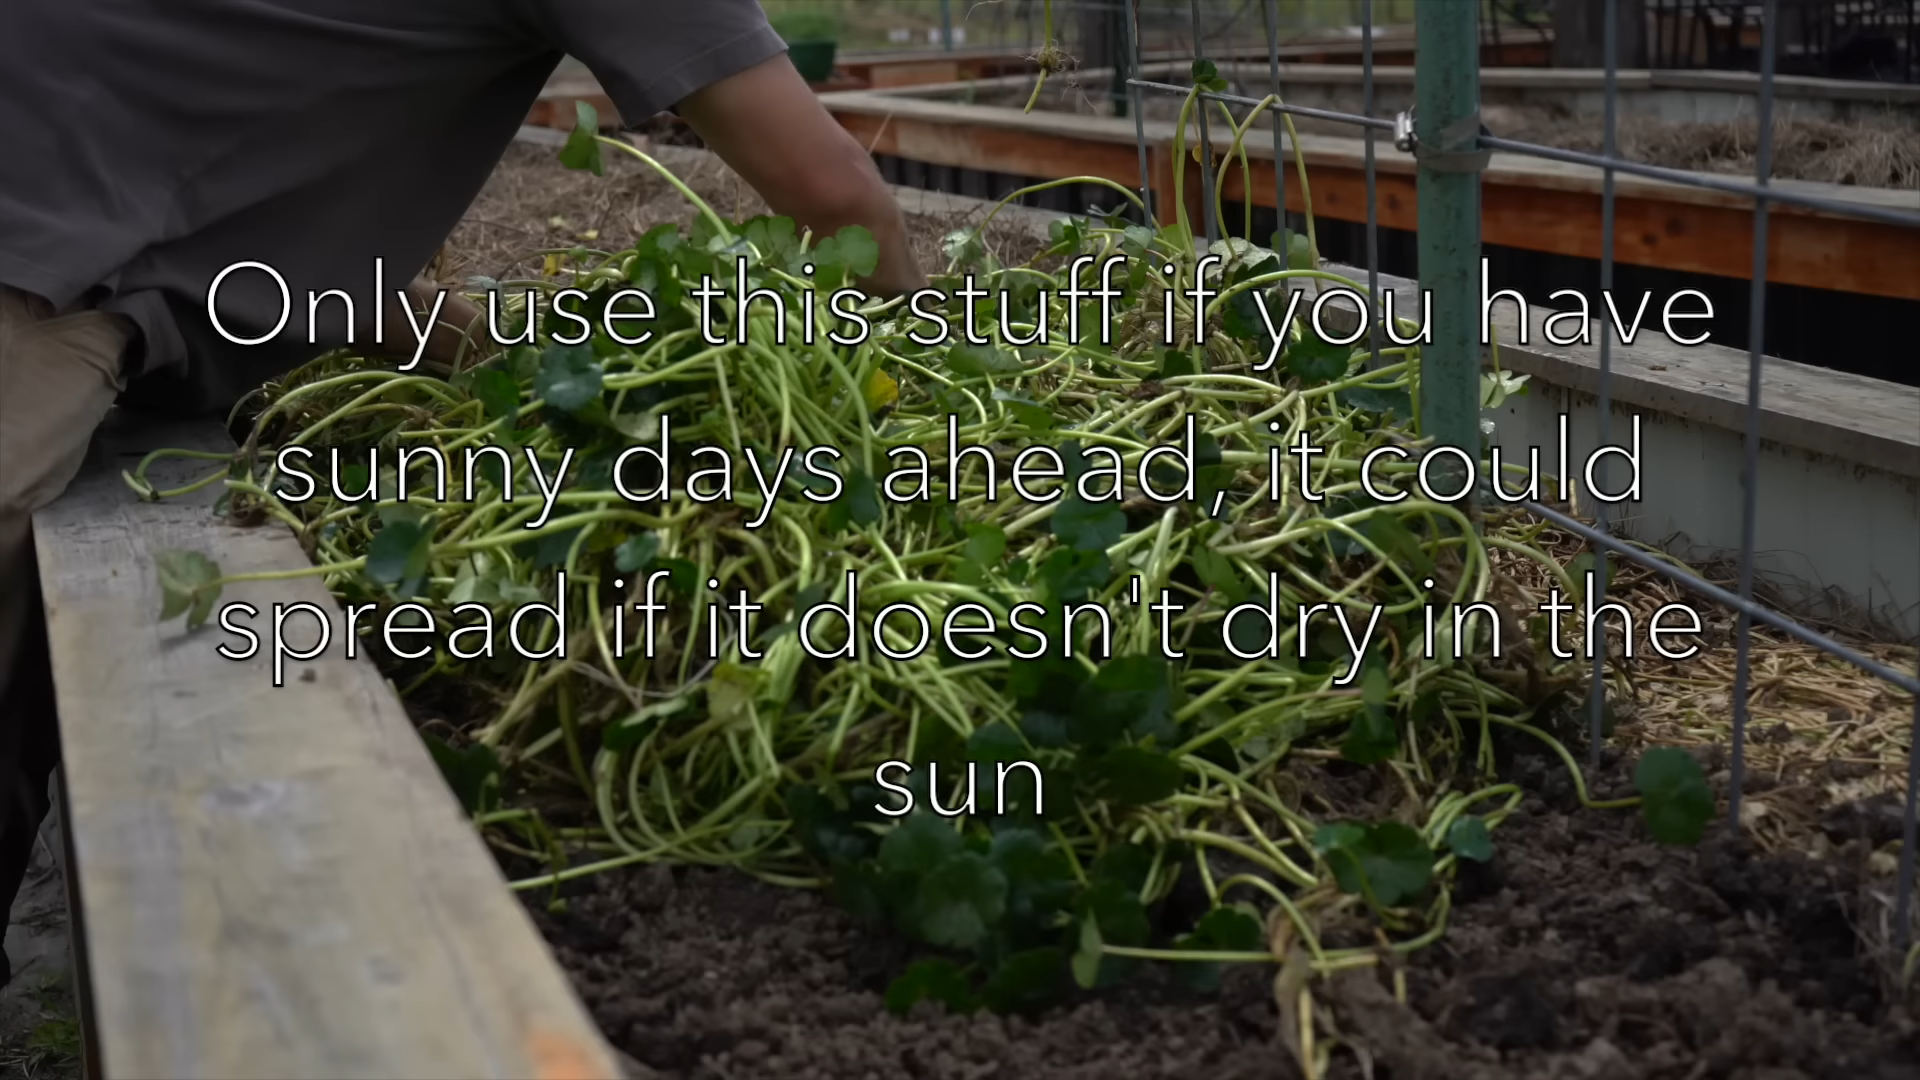 Only use this stuff if you have
sunny days ahead, it could
spread if it doesn't dry in the
sun